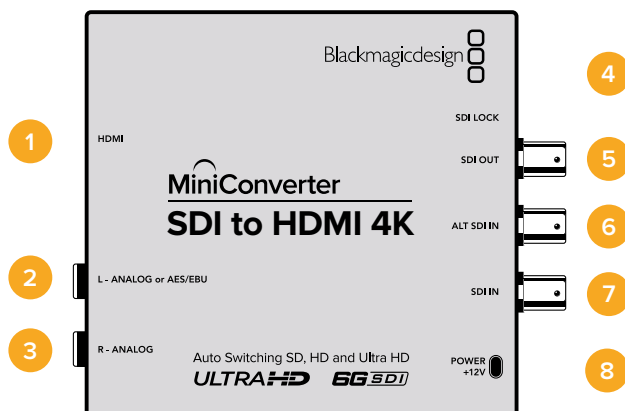 Blackmagicdesign
4
SDI LOCK
1
HDMI
SDI OUT
5
MiniConverter
SDI to HDMI 4K
ALT SDI IN
6
2
L - ANALOG or AES/EBU
SDI IN
7
3
R - ANALOG
Auto Switching SD, HD and Ultra HD
ULTRAHD 6G SDI
POWER
+12V
8